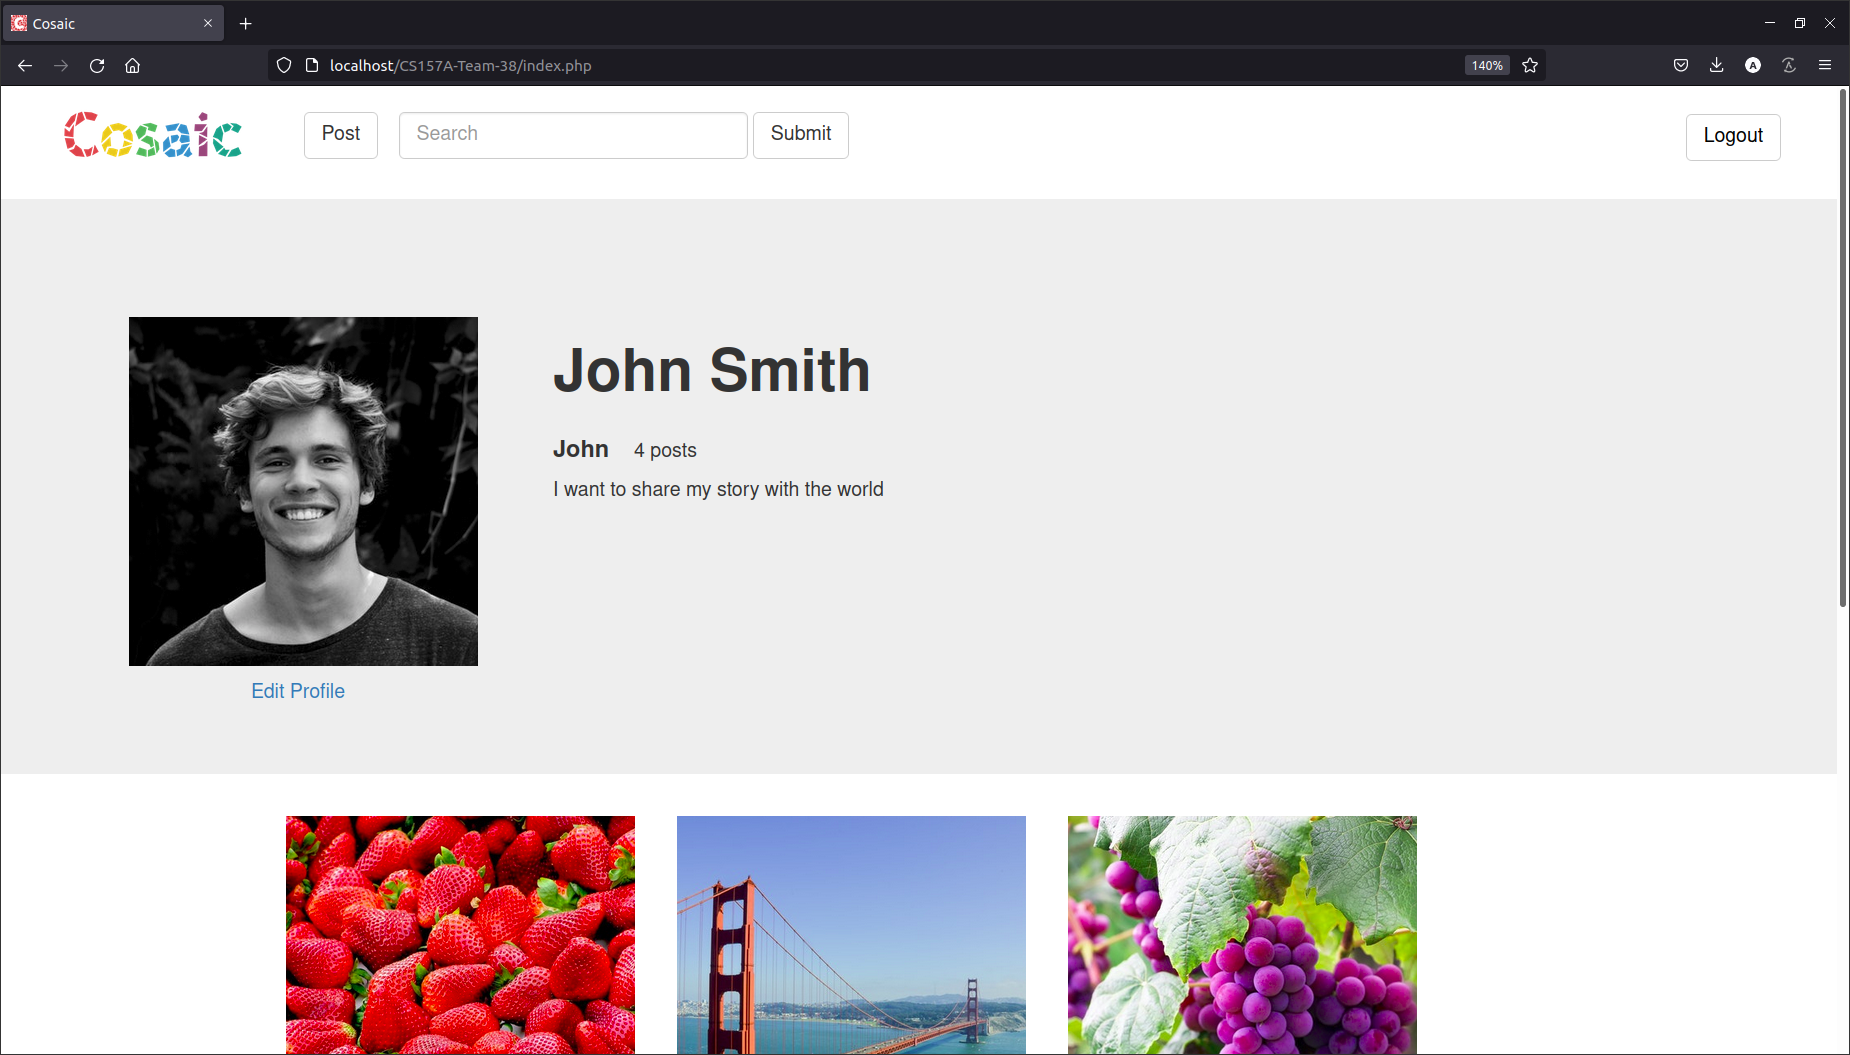 Cosaic
localhost/CS157A-Team-38/index.php
140%
Cosaic
Post
Search
Submit
Logout
John Smith
John 4 posts
I want to share my story with the world
Edit Profile